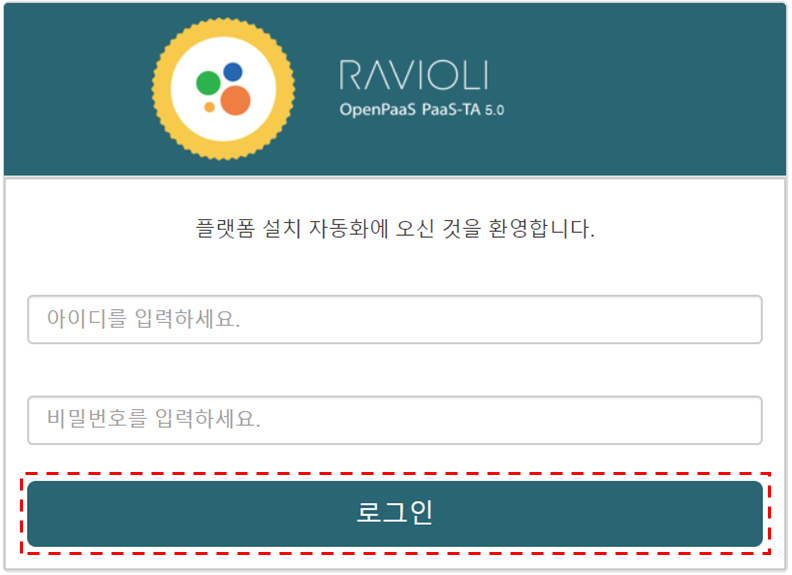 RAVIOLI
OpenPaaS PaaS-TA 5.0
플랫폼 설치 자동화에 오신 것을 환영합니다.
아이디를 입력하세요.
비밀번호를 입력하세요.
로그인